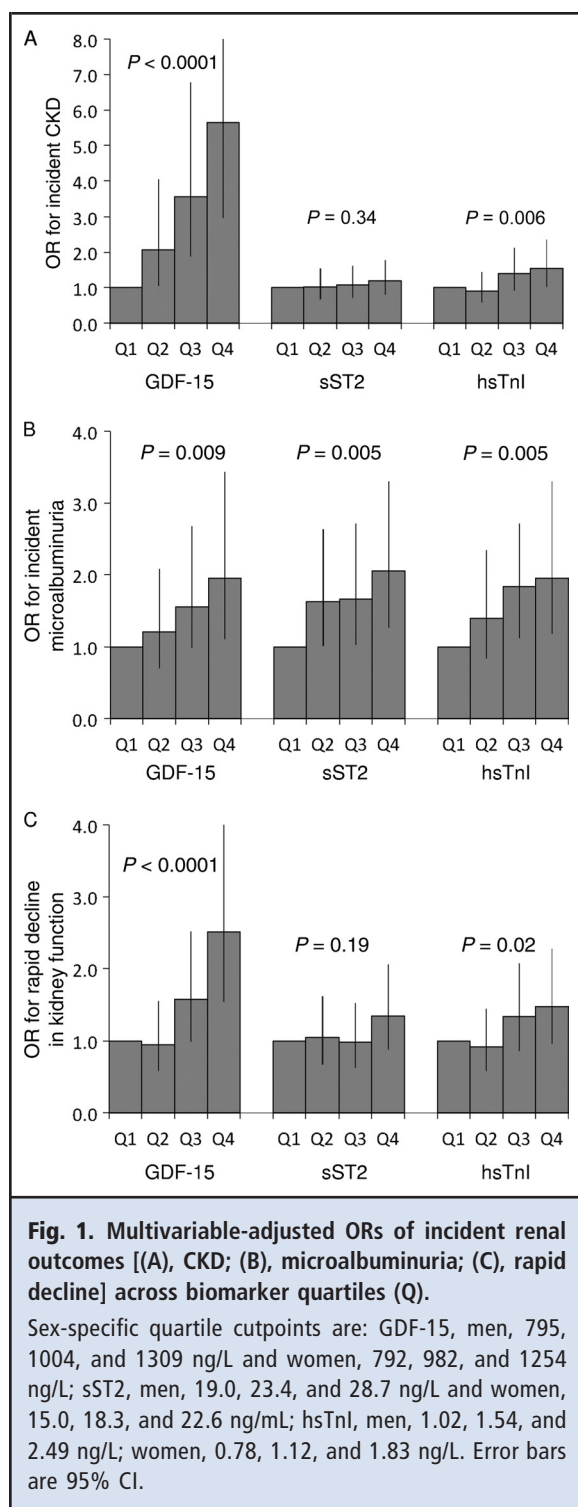 A
8.0
7.0
6.0
5.0
4.0
3.0
2.0
1.0
0.0
OR for incident CKD
P < 0.0001
P = 0.34
P = 0.006
Q1 Q2 Q3 Q4 Q1 Q2 Q3 Q4 Q1 Q2 Q3 Q4
GDF-15 sST2 hsTnI
B
4.0
3.0
2.0
1.0
0.0
OR for incident
microalbuminuria
P = 0.009 P = 0.005 P = 0.005
Q1 Q2 Q3 Q4 Q1 Q2 Q3 Q4 Q1 Q2 Q3 Q4
GDF-15 sST2 hsTnI
C
4.0
3.0
2.0
1.0
0.0
OR for rapid decline
in kidney function
P < 0.0001
P = 0.19 P = 0.02
Q1 Q2 Q3 Q4 Q1 Q2 Q3 Q4 Q1 Q2 Q3 Q4
GDF-15 sST2 hsTnI
Fig. 1. Multivariable-adjusted ORs of incident renal
outcomes [(A), CKD; (B), microalbuminuria; (C), rapid
decline] across biomarker quartiles (Q).
Sex-specific quartile cutpoints are: GDF-15, men, 795,
1004, and 1309 ng/L and women, 792, 982, and 1254
ng/L; sST2, men, 19.0, 23.4, and 28.7 ng/L and women,
15.0, 18.3, and 22.6 ng/mL; hsTnI, men, 1.02, 1.54, and
2.49 ng/L; women, 0.78, 1.12, and 1.83 ng/L. Error bars
are 95% CI.